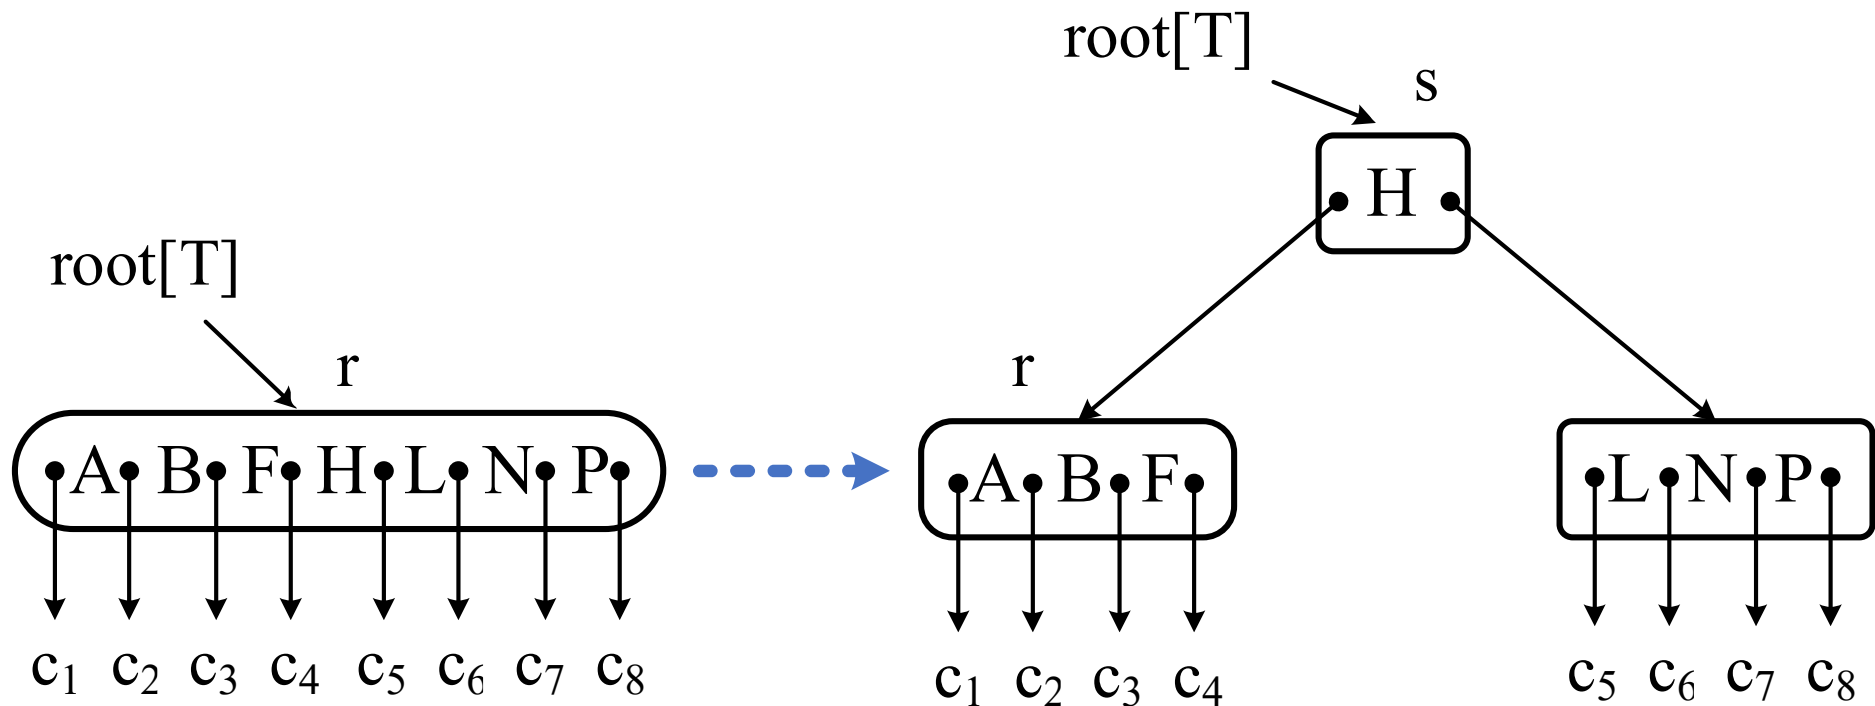 root[T]
s
H
root[T]
r
r
A B F H L N P
A B F
L N P
c1 c2 c3 c4 c5 c6 c7 c8
c1 c2 c3 c4
c5 c6 c7 c8